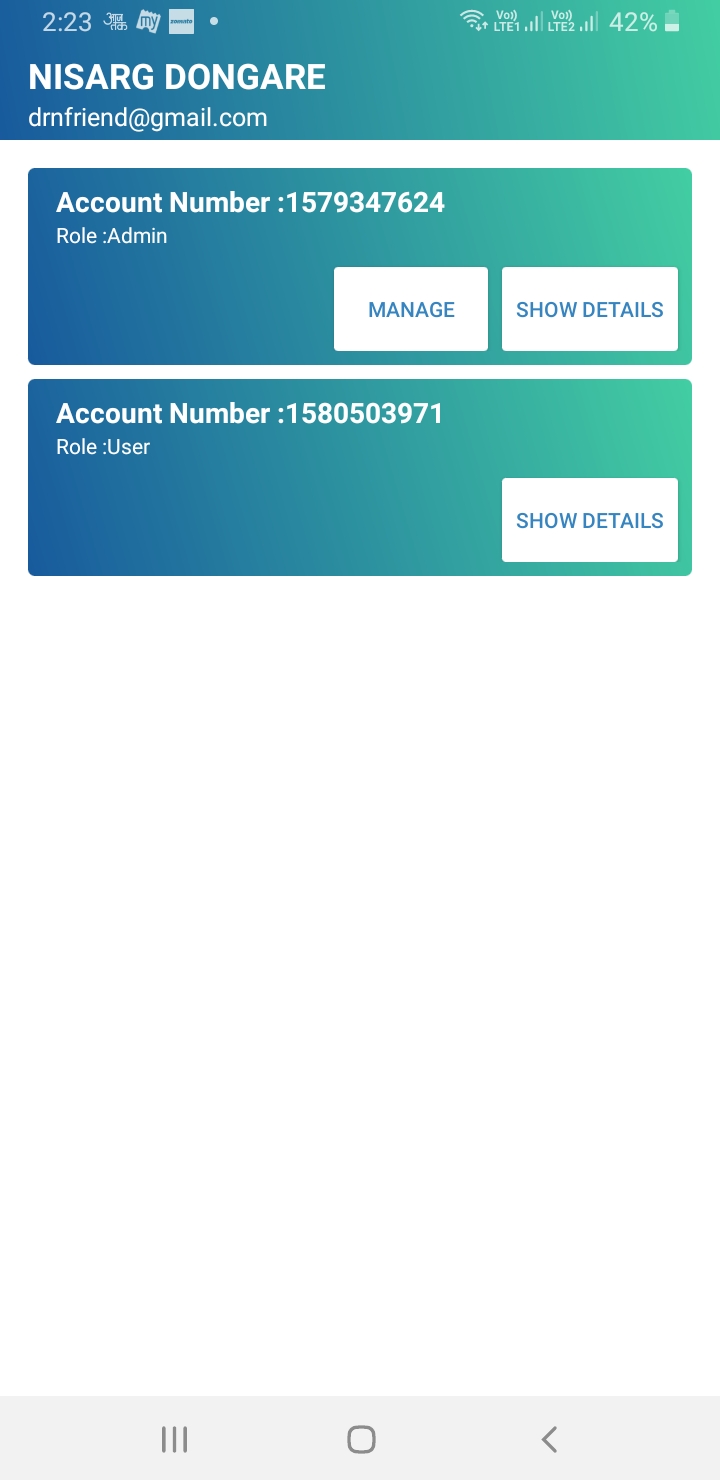 2:23 आज तक my zomato Vo)) LTE1 Vo)) LTE2 42%
NISARG DONGARE
drnfriend@gmail.com
Account Number :1579347624
Role :Admin
MANAGE SHOW DETAILS
Account Number :1580503971
Role :User
SHOW DETAILS